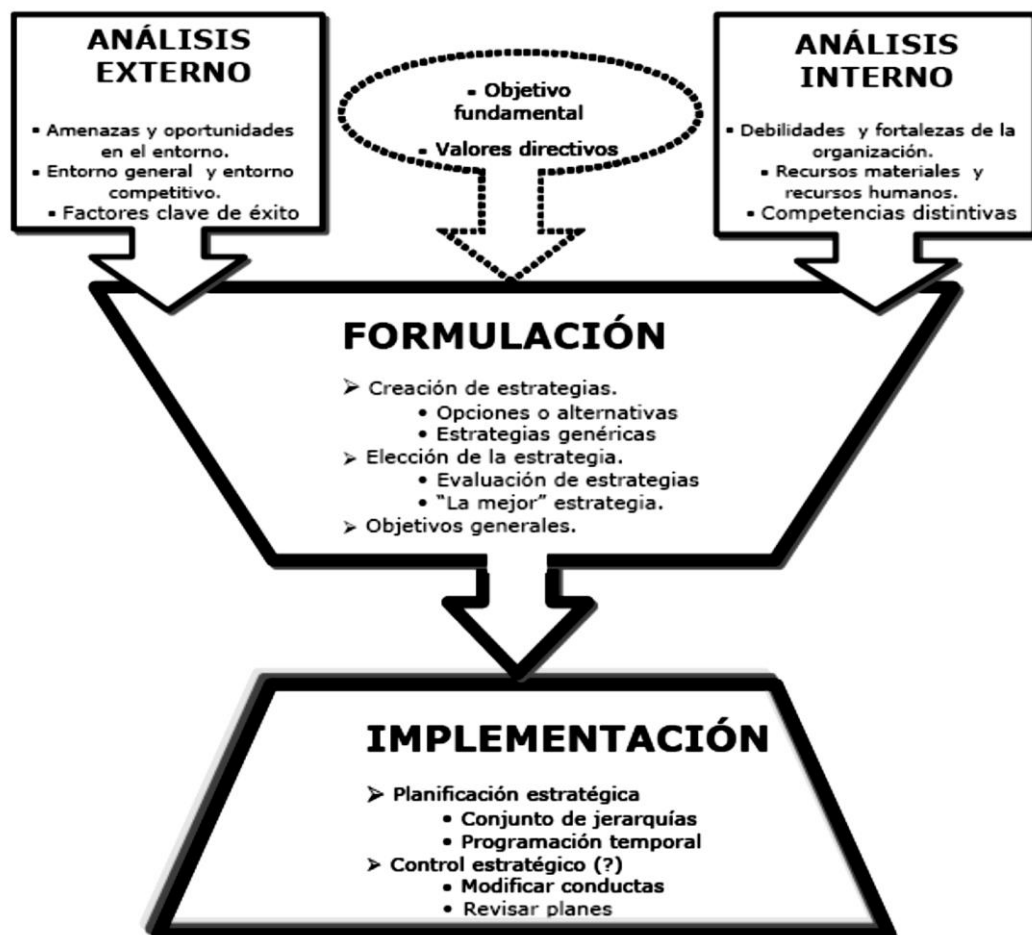 ANÁLISIS
EXTERNO
▪ Amenazas y oportunidades
en el entorno.
▪ Entorno general y entorno
competitivo.
▪ Factores clave de éxito
▪ Objetivo
fundamental
▪ Valores directivos
ANÁLISIS
INTERNO
▪ Debilidades y fortalezas de la
organización.
▪ Recursos materiales y
recursos humanos.
▪ Competencias distintivas
FORMULACIÓN
➢ Creación de estrategias.
• Opciones o alternativas
• Estrategias genéricas
➢ Elección de la estrategia.
• Evaluación de estrategias
• “La mejor” estrategia.
➢ Objetivos generales.
IMPLEMENTACIÓN
➢ Planificación estratégica
• Conjunto de jerarquías
• Programación temporal
➢ Control estratégico (?)
• Modificar conductas
• Revisar planes